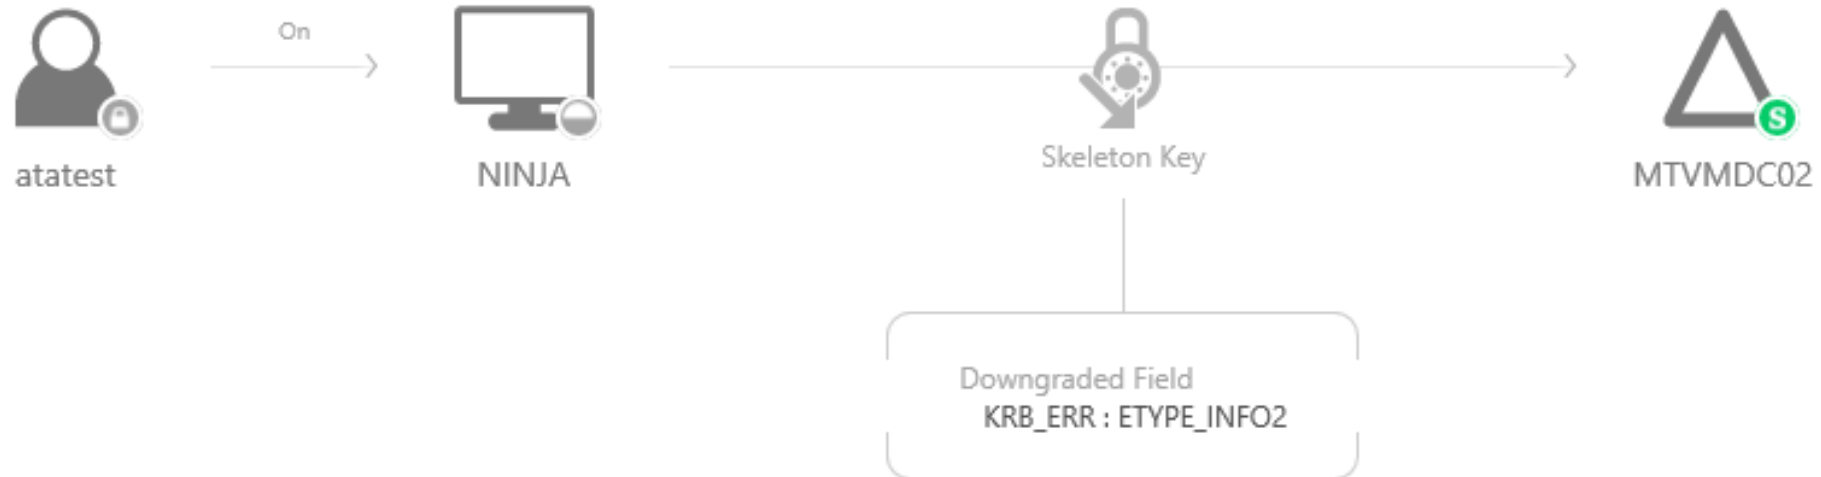 On
atatest
NINJA
Skeleton Key
MTVMDC02
S
Downgraded Field
KRB_ERR : ETYPE_INFO2